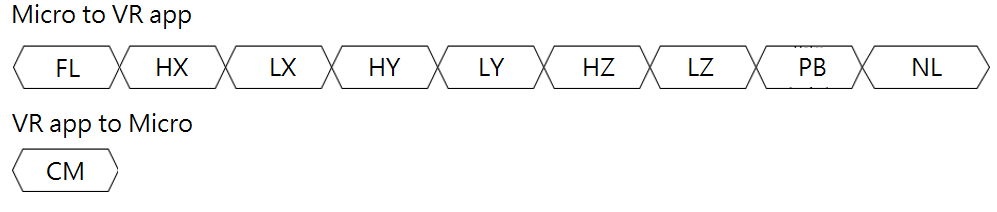 Micro to VR app
FL HX LX HY LY HZ LZ PB NL
VR app to Micro
CM